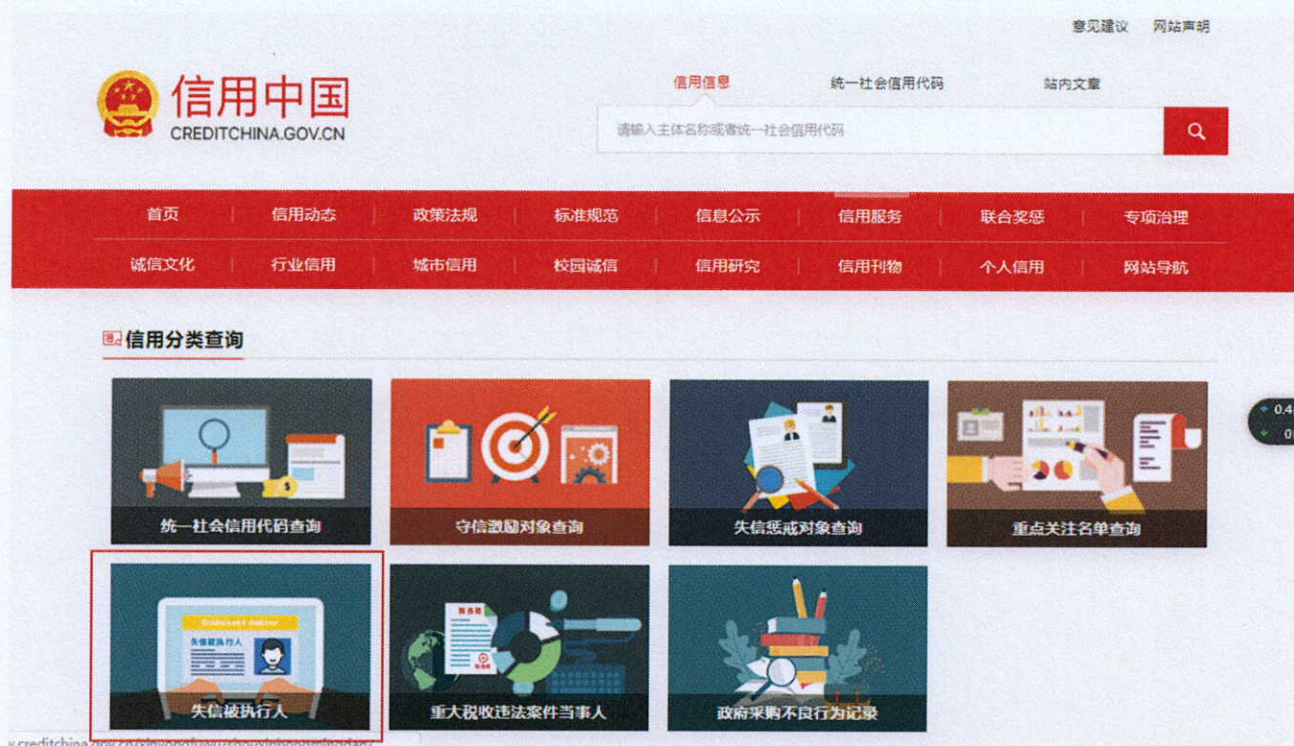 意见建议 网站声明
信用中国
CREDITCHINA.GOV.CN
信用信息 统一社会信用代码 站内文章
请输入主体名称或者统一社会信用代码
首页 信用动态 政策法规 标准规范 信息公示 信用服务 联合奖惩 专项治理
诚信文化 行业信用 城市信用 校园诚信 信用研究 信用刊物 个人信用 网站导航
信用分类查询
统一社会信用代码查询 守信激励对象查询 失信惩戒对象查询 重点关注名单查询
失信被执行人
失信被执行人 重大税收违法案件当事人 政府采购不良行为记录